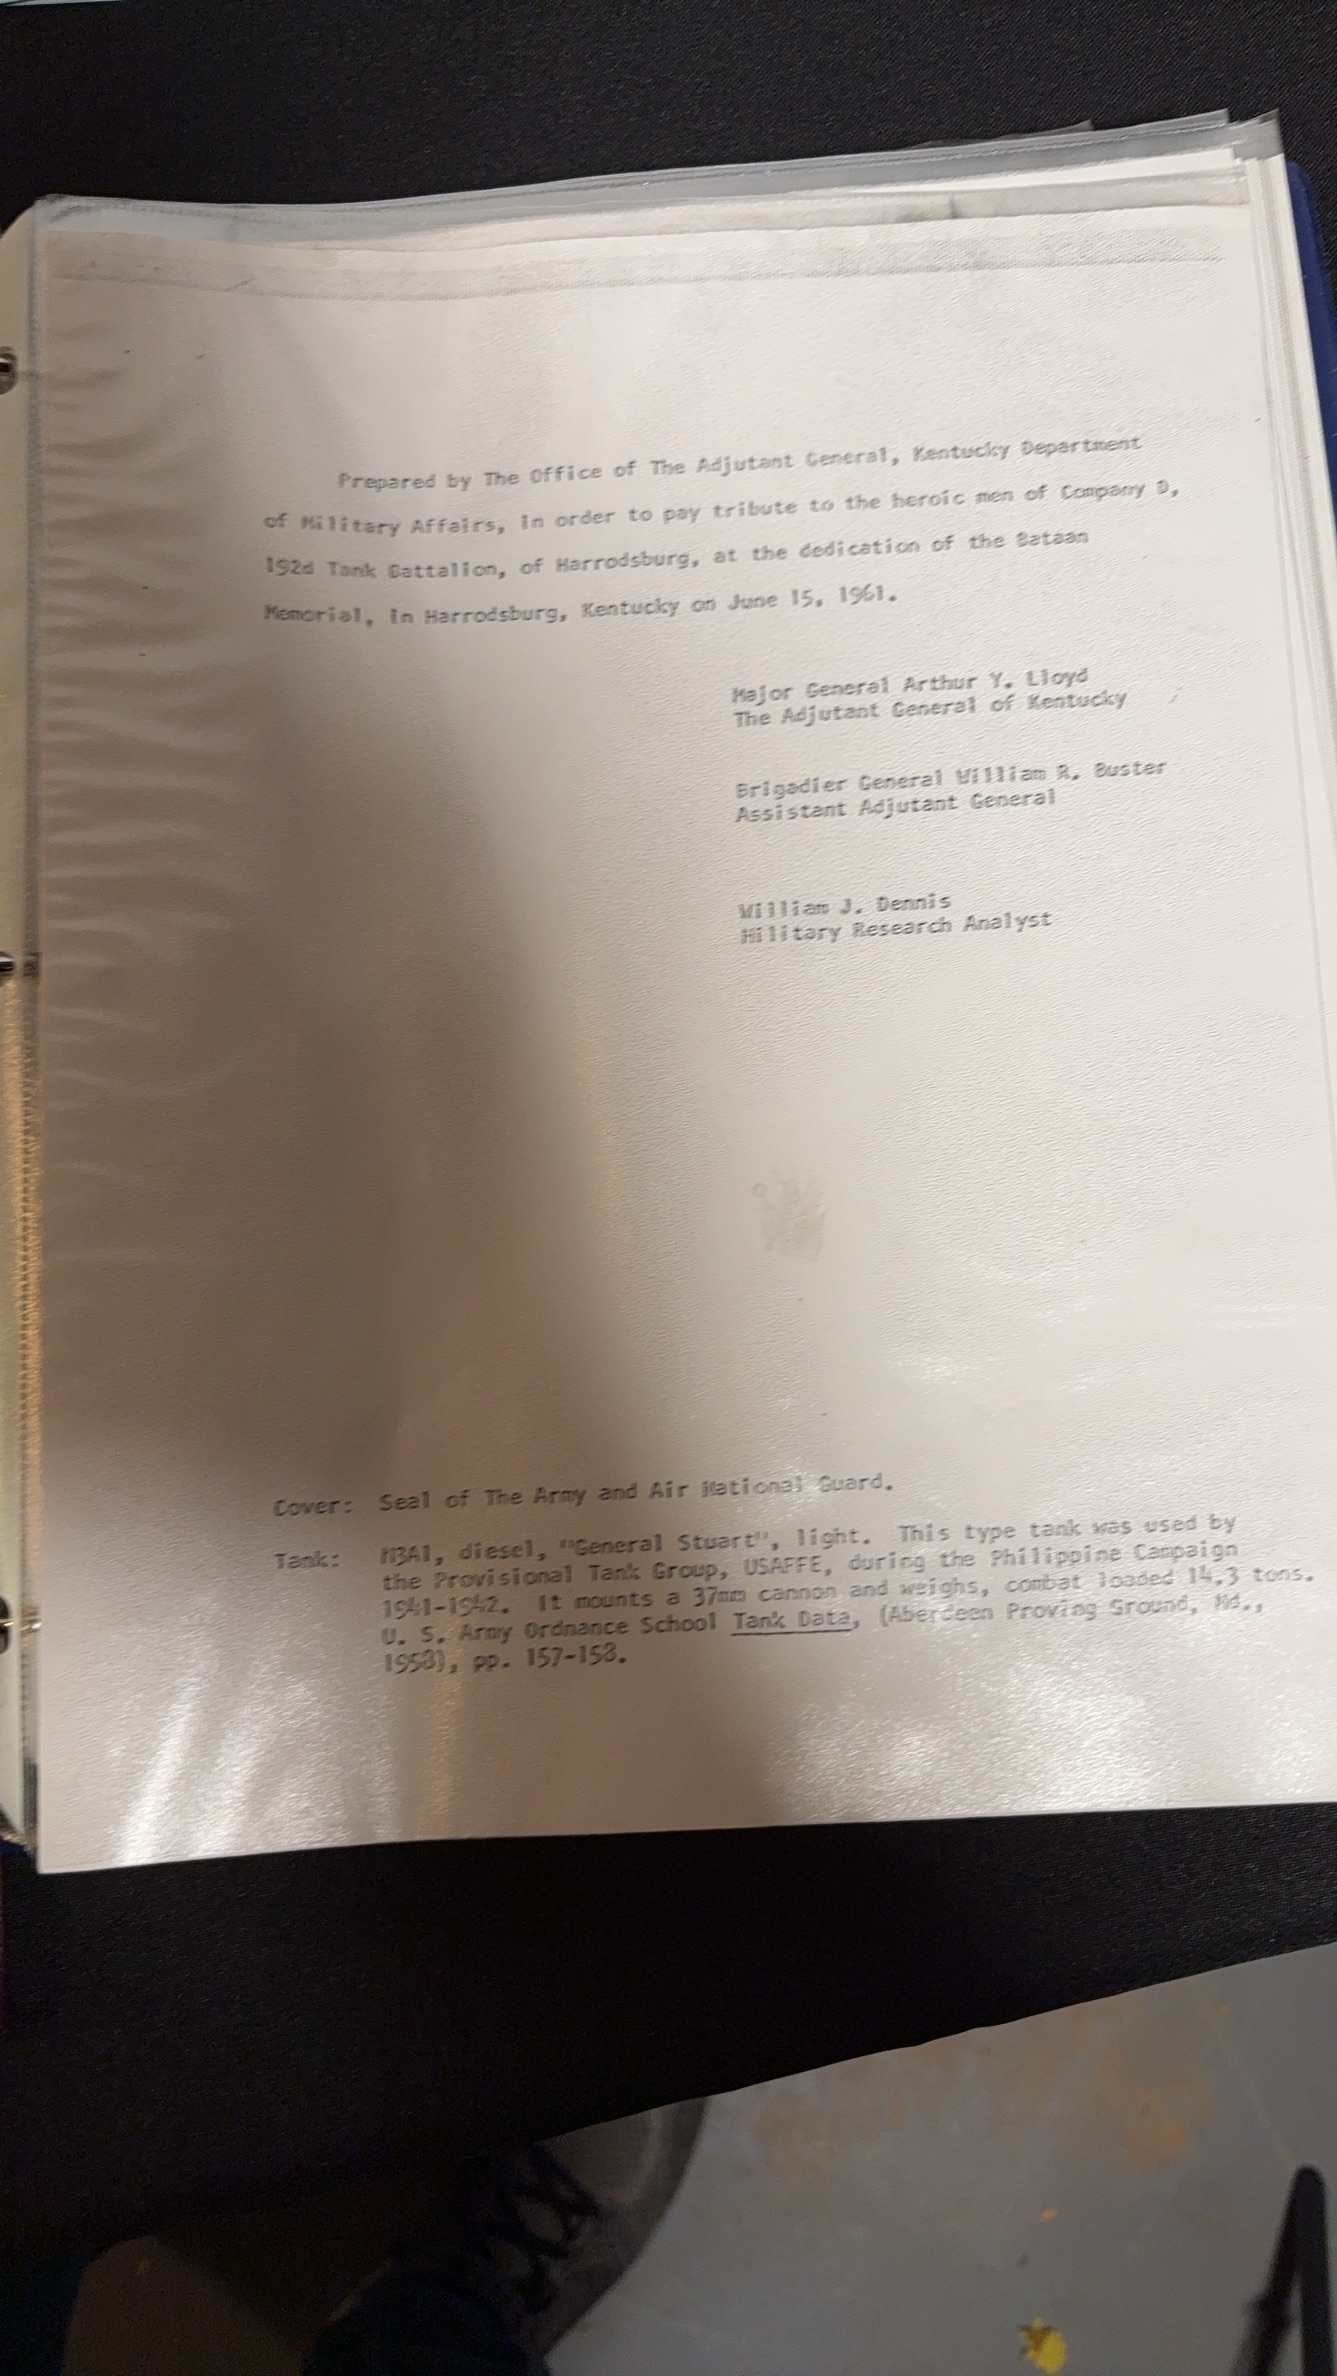 Prepared by The Office of The Adjutant General, Kentucky Department
of Military Affairs, in order to pay tribute to the heroic men of Company D,
192d Tank Battalion, of Harrodsburg, at the dedication of the Bataan
Memorial, in Harrodsburg, Kentucky on June 15, 1961.
Major General Arthur Y. Lloyd
The Adjutant General of Kentucky
Brigadier General William R. Buster
Assistant Adjutant General
William J. Dennis
Military Research Analyst
Cover: Seal of The Army and Air National Guard.
Tank: M3A1, diesel, "General Stuart", light. This type tank was used by
the Provisional Tank Group, USAFFE, during the Philippine Campaign
1941-1942. It mounts a 37mm cannon and weighs, combat loaded 14.3 tons.
U. S. Army Ordnance School Tank Data, (Aberdeen Proving Ground, Md.,
1958), pp. 157-158.